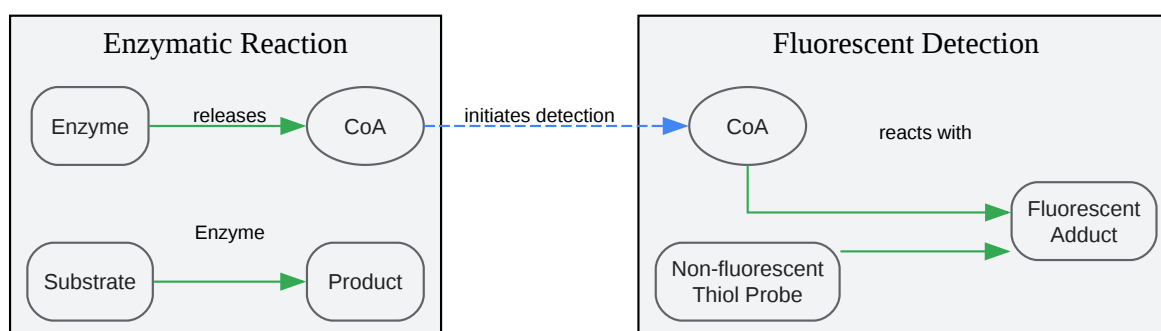 Enzymatic Reaction
Enzyme
releases
CoA
Enzyme
Substrate
Product
initiates detection
Fluorescent Detection
CoA
reacts with
Fluorescent
Adduct
Non-fluorescent
Thiol Probe